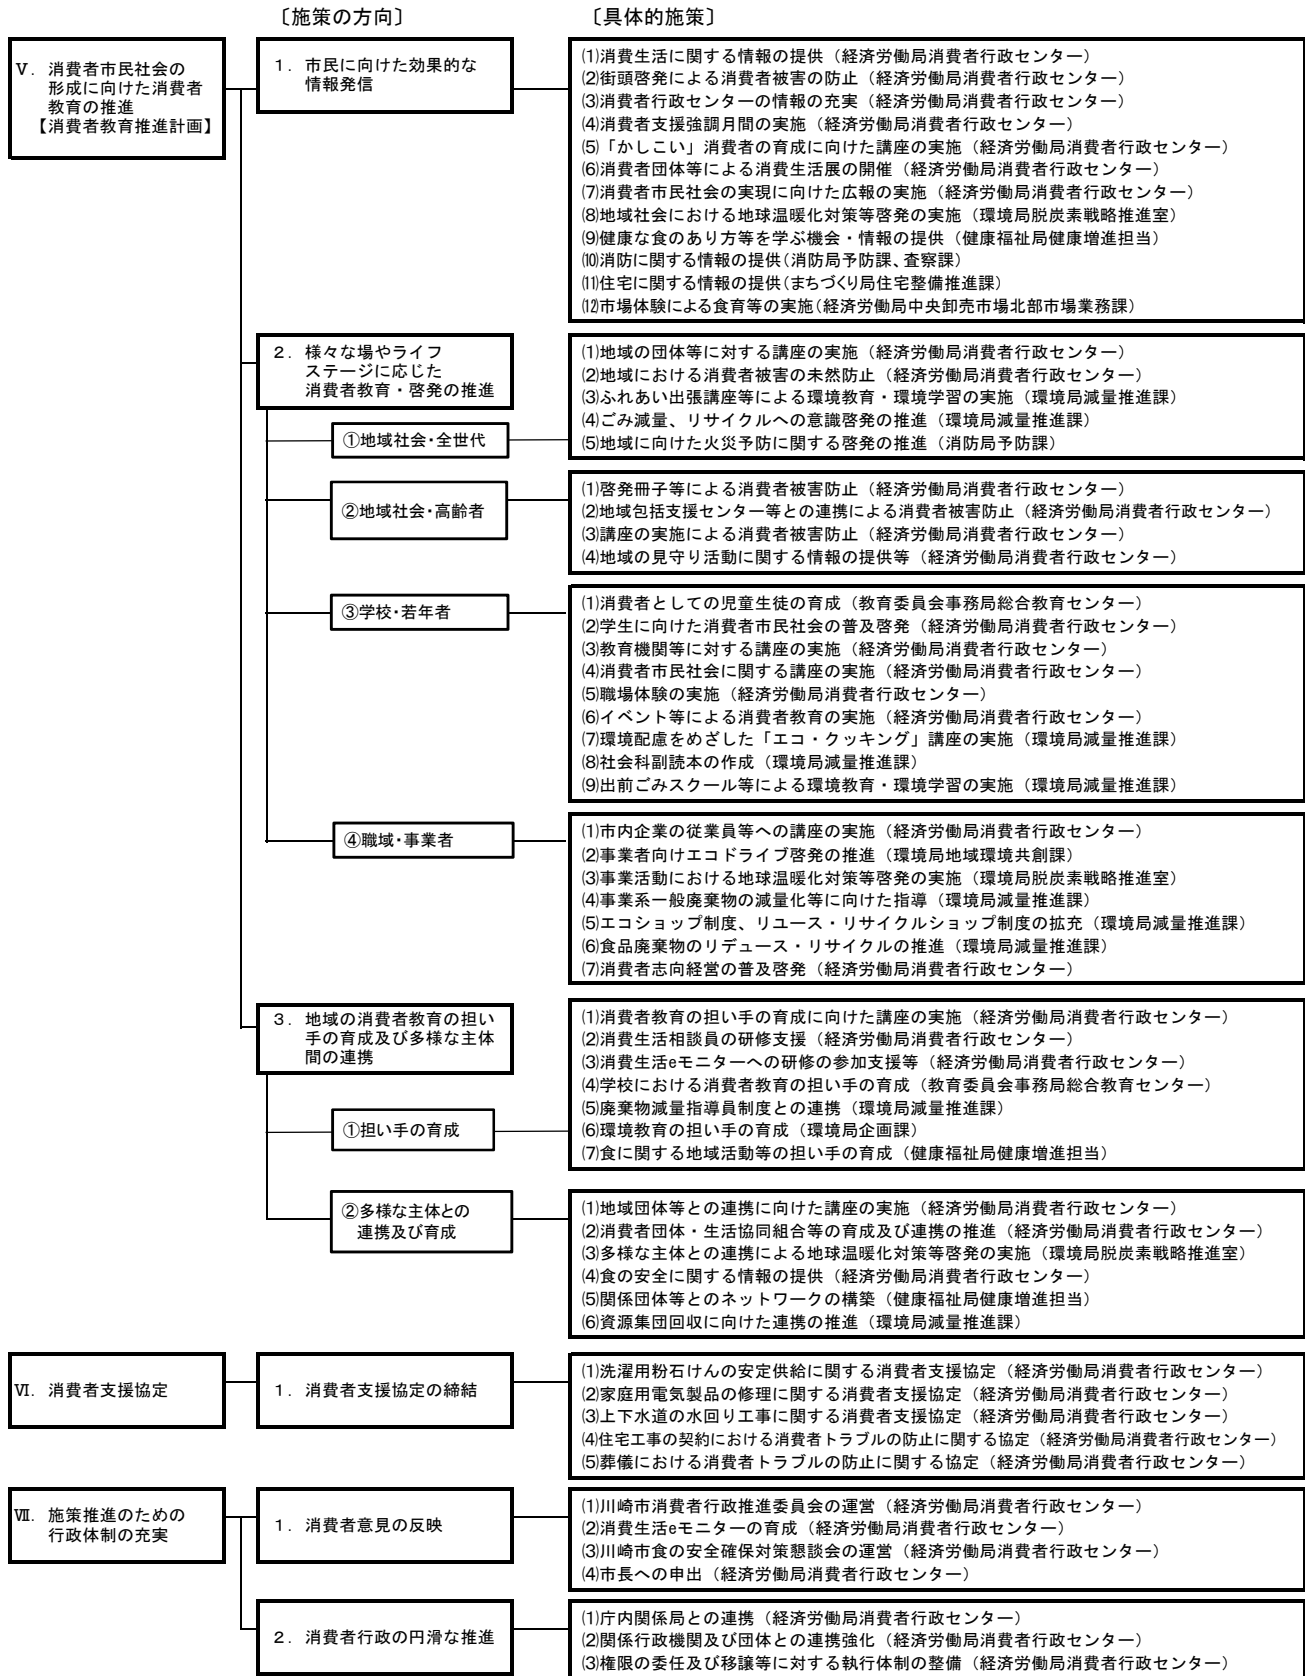 〔施策の方向〕
〔具体的施策〕
Ⅴ．消費者市民社会の
形成に向けた消費者
教育の推進
【消費者教育推進計画】
１．市民に向けた効果的な
情報発信
⑴消費生活に関する情報の提供（経済労働局消費者行政センター）
⑵街頭啓発による消費者被害の防止（経済労働局消費者行政センター）
⑶消費者行政センターの情報の充実（経済労働局消費者行政センター）
⑷消費者支援強調月間の実施（経済労働局消費者行政センター）
⑸「かしこい」消費者の育成に向けた講座の実施（経済労働局消費者行政センター）
⑹消費者団体等による消費生活展の開催（経済労働局消費者行政センター）
⑺消費者市民社会の実現に向けた広報の実施（経済労働局消費者行政センター）
⑻地域社会における地球温暖化対策等啓発の実施（環境局脱炭素戦略推進室）
⑼健康な食のあり方等を学ぶ機会・情報の提供（健康福祉局健康増進担当）
⑽消防に関する情報の提供（消防局予防課、査察課）
⑾住宅に関する情報の提供（まちづくり局住宅整備推進課）
⑿市場体験による食育等の実施（経済労働局中央卸売市場北部市場業務課）
２．様々な場やライフ
ステージに応じた
消費者教育・啓発の推進
①地域社会・全世代
⑴地域の団体等に対する講座の実施（経済労働局消費者行政センター）
⑵地域における消費者被害の未然防止（経済労働局消費者行政センター）
⑶ふれあい出張講座等による環境教育・環境学習の実施（環境局減量推進課）
⑷ごみ減量、リサイクルへの意識啓発の推進（環境局減量推進課）
⑸地域に向けた火災予防に関する啓発の推進（消防局予防課）
②地域社会・高齢者
⑴啓発冊子等による消費者被害防止（経済労働局消費者行政センター）
⑵地域包括支援センター等との連携による消費者被害防止（経済労働局消費者行政センター）
⑶講座の実施による消費者被害防止（経済労働局消費者行政センター）
⑷地域の見守り活動に関する情報の提供等（経済労働局消費者行政センター）
③学校・若年者
⑴消費者としての児童生徒の育成（教育委員会事務局総合教育センター）
⑵学生に向けた消費者市民社会の普及啓発（経済労働局消費者行政センター）
⑶教育機関等に対する講座の実施（経済労働局消費者行政センター）
⑷消費者市民社会に関する講座の実施（経済労働局消費者行政センター）
⑸職場体験の実施（経済労働局消費者行政センター）
⑹イベント等による消費者教育の実施（経済労働局消費者行政センター）
⑺環境配慮をめざした「エコ・クッキング」講座の実施（環境局減量推進課）
⑻社会科副読本の作成（環境局減量推進課）
⑼出前ごみスクール等による環境教育・環境学習の実施（環境局減量推進課）
④職域・事業者
⑴市内企業の従業員等への講座の実施（経済労働局消費者行政センター）
⑵事業者向けエコドライブ啓発の推進（環境局地域環境共創課）
⑶事業活動における地球温暖化対策等啓発の実施（環境局脱炭素戦略推進室）
⑷事業系一般廃棄物の減量化等に向けた指導（環境局減量推進課）
⑸エコショップ制度、リユース・リサイクルショップ制度の拡充（環境局減量推進課）
⑹食品廃棄物のリデュース・リサイクルの推進（環境局減量推進課）
⑺消費者志向経営の普及啓発（経済労働局消費者行政センター）
３．地域の消費者教育の担い
手の育成及び多様な主体
間の連携
①担い手の育成
⑴消費者教育の担い手の育成に向けた講座の実施（経済労働局消費者行政センター）
⑵消費生活相談員の研修支援（経済労働局消費者行政センター）
⑶消費生活eモニターへの研修の参加支援等（経済労働局消費者行政センター）
⑷学校における消費者教育の担い手の育成（教育委員会事務局総合教育センター）
⑸廃棄物減量指導員制度との連携（環境局減量推進課）
⑹環境教育の担い手の育成（環境局企画課）
⑺食に関する地域活動等の担い手の育成（健康福祉局健康増進担当）
②多様な主体との
連携及び育成
⑴地域団体等との連携に向けた講座の実施（経済労働局消費者行政センター）
⑵消費者団体・生活協同組合等の育成及び連携の推進（経済労働局消費者行政センター）
⑶多様な主体との連携による地球温暖化対策等啓発の実施（環境局脱炭素戦略推進室）
⑷食の安全に関する情報の提供（経済労働局消費者行政センター）
⑸関係団体等とのネットワークの構築（健康福祉局健康増進担当）
⑹資源集団回収に向けた連携の推進（環境局減量推進課）
Ⅵ．消費者支援協定
１．消費者支援協定の締結
⑴洗濯用粉石けんの安定供給に関する消費者支援協定（経済労働局消費者行政センター）
⑵家庭用電気製品の修理に関する消費者支援協定（経済労働局消費者行政センター）
⑶上下水道の水回り工事に関する消費者支援協定（経済労働局消費者行政センター）
⑷住宅工事の契約における消費者トラブルの防止に関する協定（経済労働局消費者行政センター）
⑸葬儀における消費者トラブルの防止に関する協定（経済労働局消費者行政センター）
Ⅶ．施策推進のための
行政体制の充実
１．消費者意見の反映
⑴川崎市消費者行政推進委員会の運営（経済労働局消費者行政センター）
⑵消費生活eモニターの育成（経済労働局消費者行政センター）
⑶川崎市食の安全確保対策懇談会の運営（経済労働局消費者行政センター）
⑷市長への申出（経済労働局消費者行政センター）
２．消費者行政の円滑な推進
⑴庁内関係局との連携（経済労働局消費者行政センター）
⑵関係行政機関及び団体との連携強化（経済労働局消費者行政センター）
⑶権限の委任及び移譲等に対する執行体制の整備（経済労働局消費者行政センター）